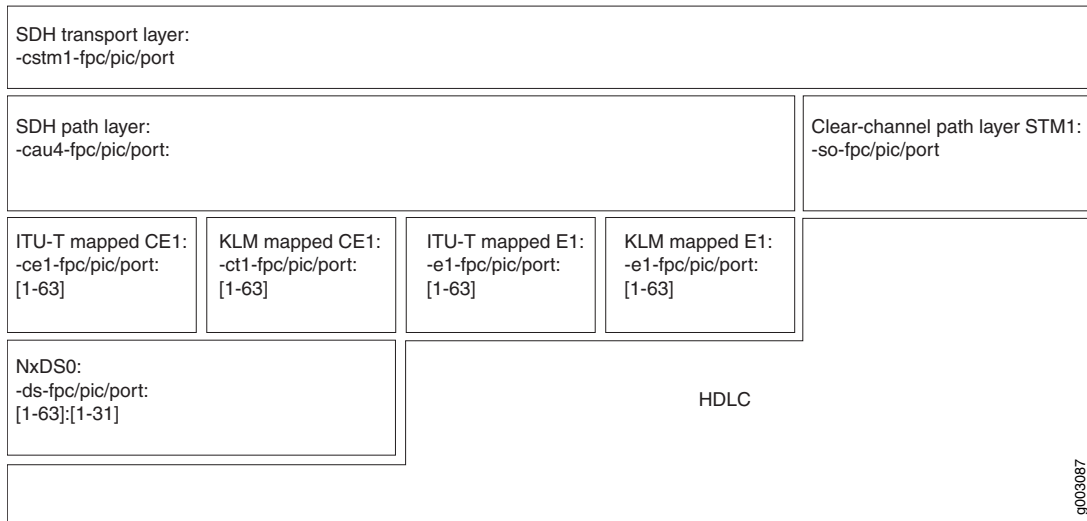 SDH transport layer:
-cstm1-fpc/pic/port
SDH path layer:
-cau4-fpc/pic/port:
Clear-channel path layer STM1:
-so-fpc/pic/port
ITU-T mapped CE1:
-ce1-fpc/pic/port:
[1-63]
KLM mapped CE1:
-ct1-fpc/pic/port:
[1-63]
ITU-T mapped E1:
-e1-fpc/pic/port:
[1-63]
KLM mapped E1:
-e1-fpc/pic/port:
[1-63]
NxDS0:
-ds-fpc/pic/port:
[1-63]:[1-31]
HDLC
g003087